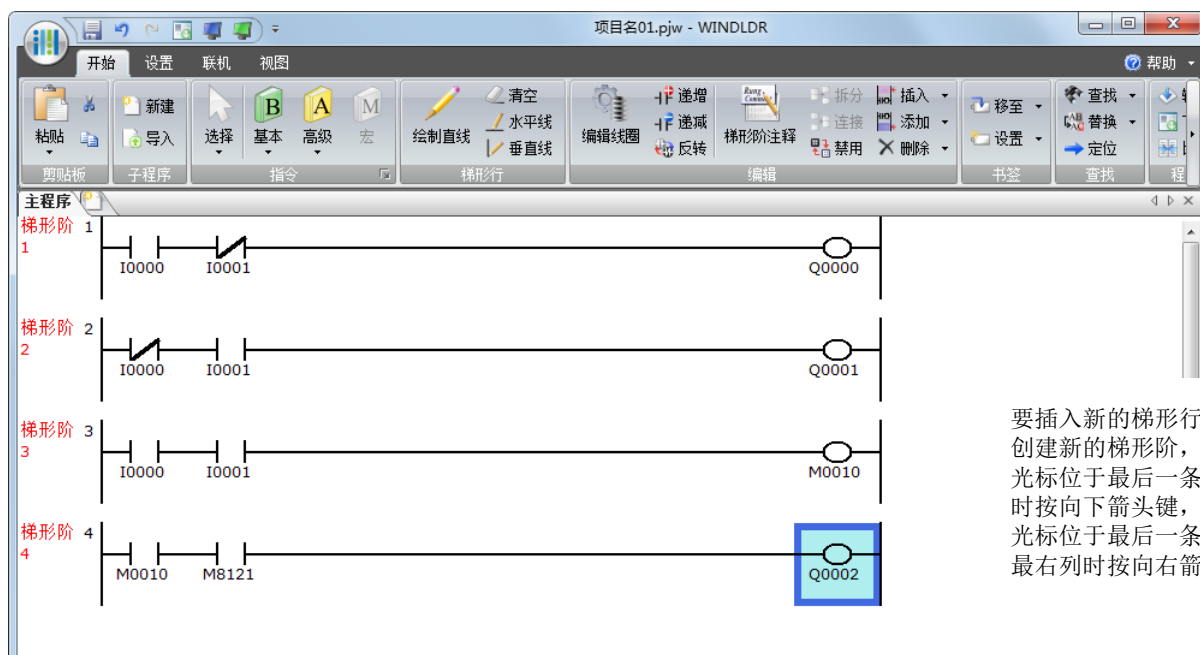 项目名01.pjw - WINDLDR
开始 设置 联机 视图 帮助
粘贴 新建 导入 选择 基本 高级 宏 绘制直线 清空 水平线 垂直线 编辑线圈 递增 递减 反转 梯形阶注释 拆分 连接 禁用 插入 添加 删除 移至 设置 查找 替换 定位
B A M
Rung Comment
剪贴板 子程序 指令 梯形行 编辑 书签 查找 程
主程序
梯形阶 1
1
I0000 I0001 Q0000
梯形阶 2
2
I0000 I0001 Q0001
梯形阶 3
3
I0000 I0001 M0010
梯形阶 4
4
M0010 M8121 Q0002
要插入新的梯形行
创建新的梯形阶，
光标位于最后一条
时按向下箭头键，
光标位于最后一条
最右列时按向右箭